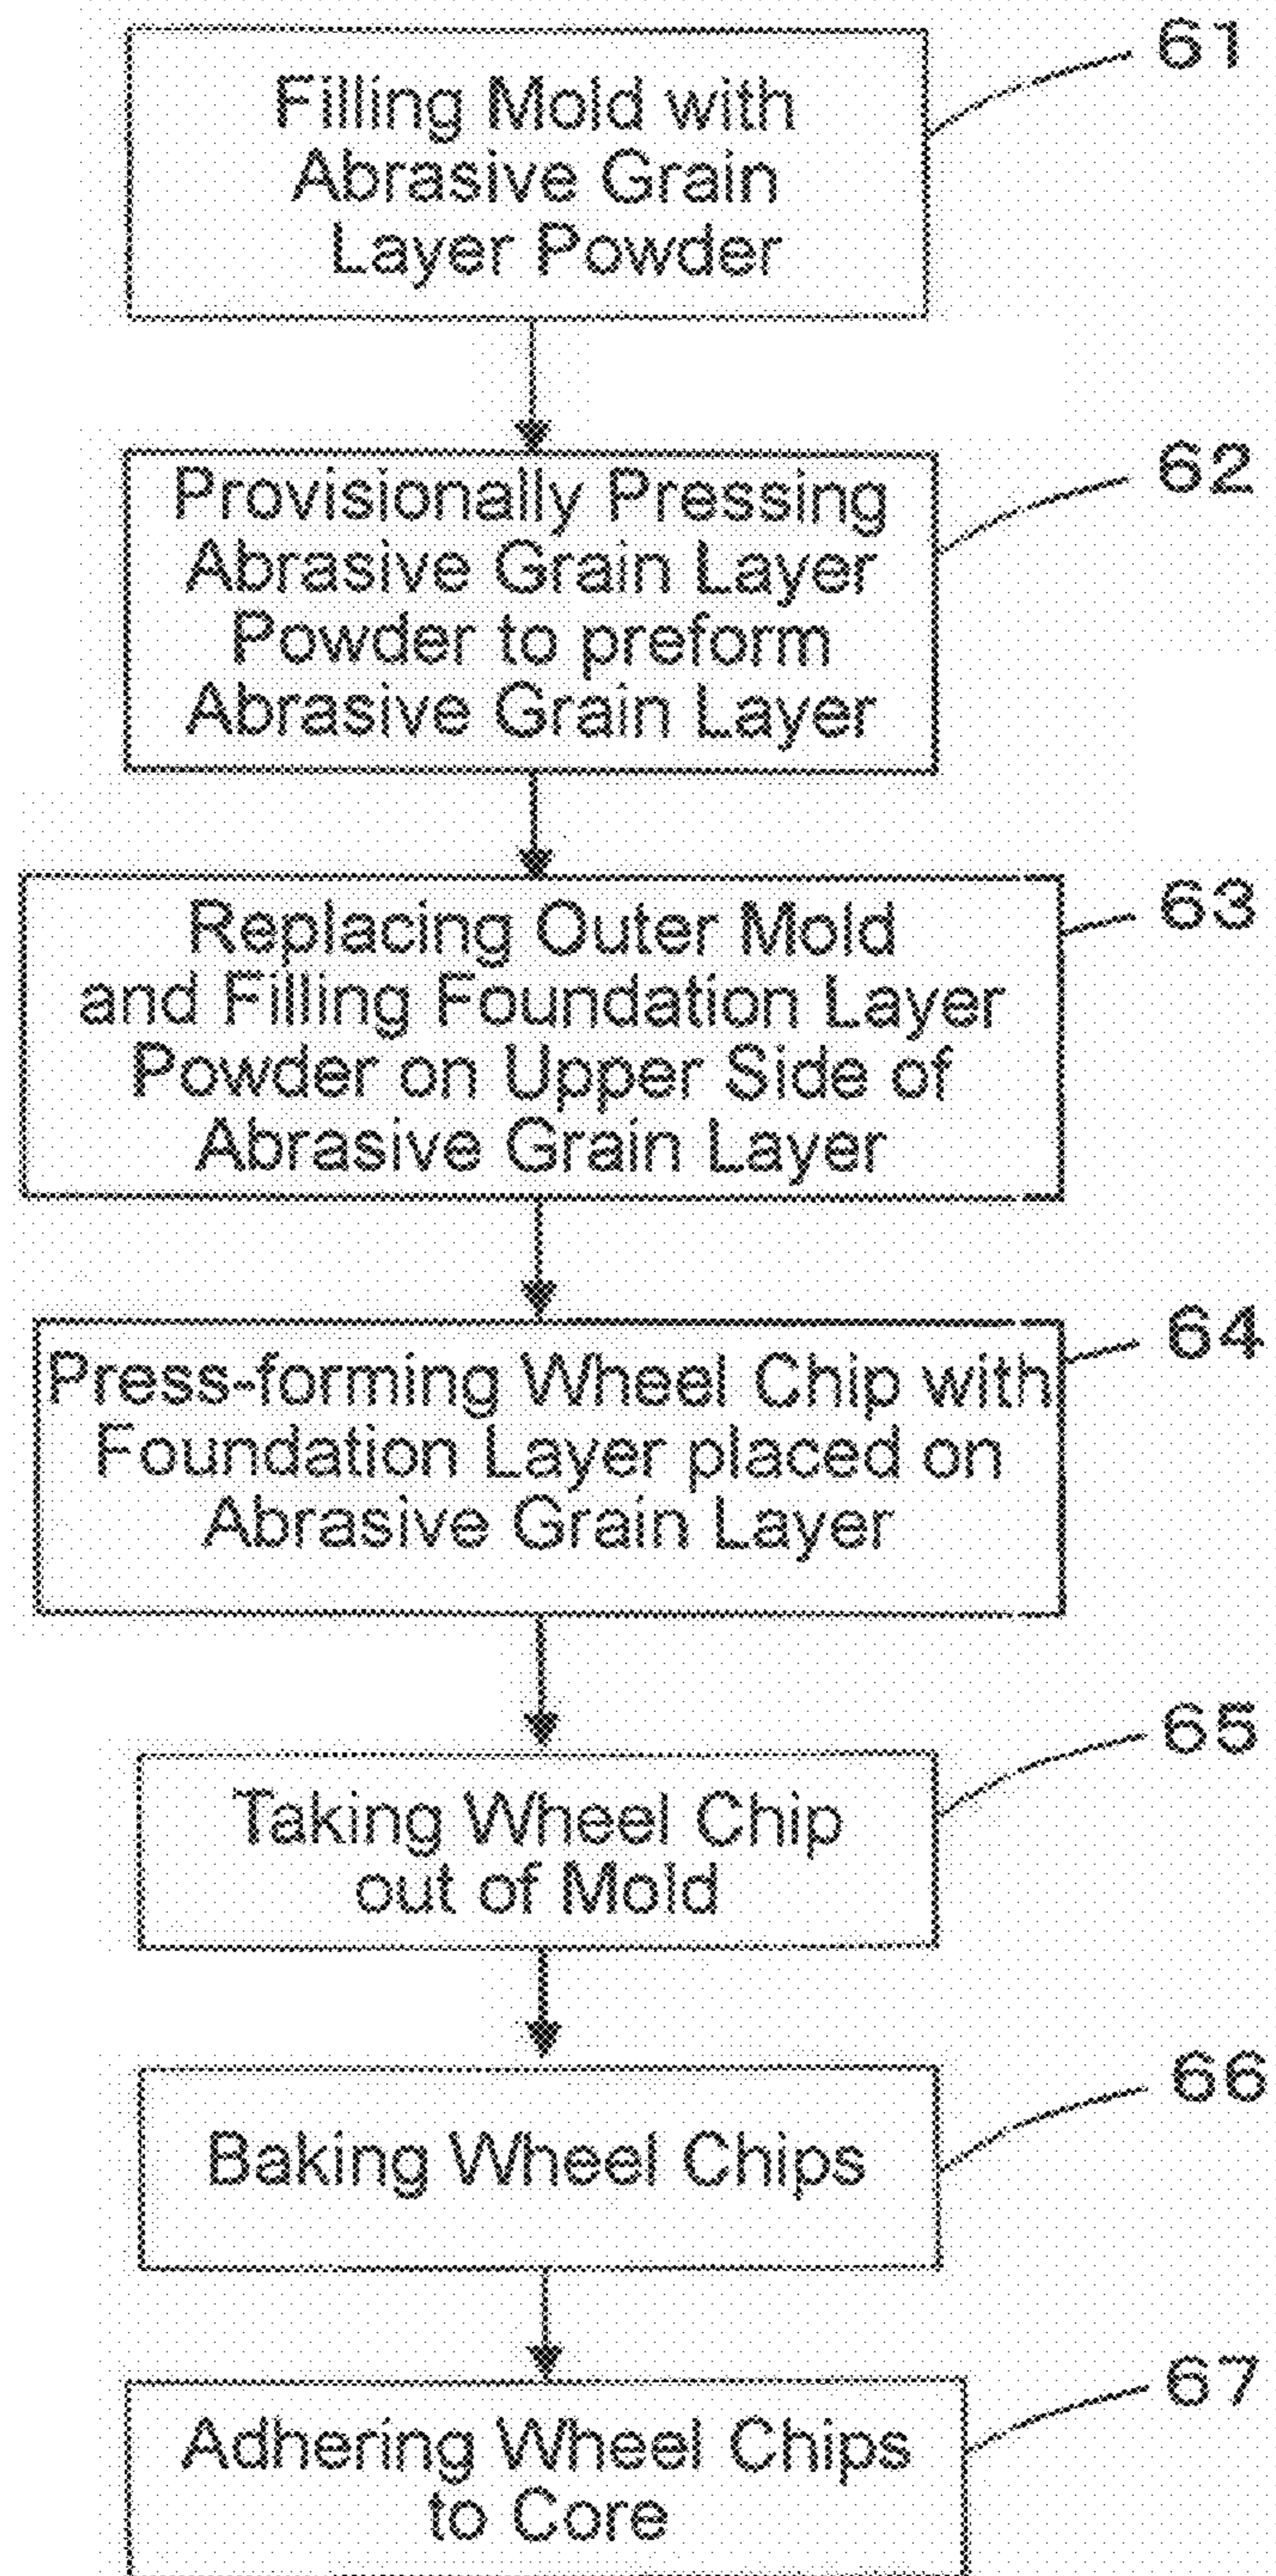 Filling Mold with
Abrasive Grain
Layer Powder
61
Provisionally Pressing
Abrasive Grain Layer
Powder to preform
Abrasive Grain Layer
62
Replacing Outer Mold
and Filling Foundation Layer
Powder on Upper Side of
Abrasive Grain Layer
63
Press-forming Wheel Chip with
Foundation Layer placed on
Abrasive Grain Layer
64
Taking Wheel Chip
out of Mold
65
Baking Wheel Chips
66
Adhering Wheel Chips
to Core
67